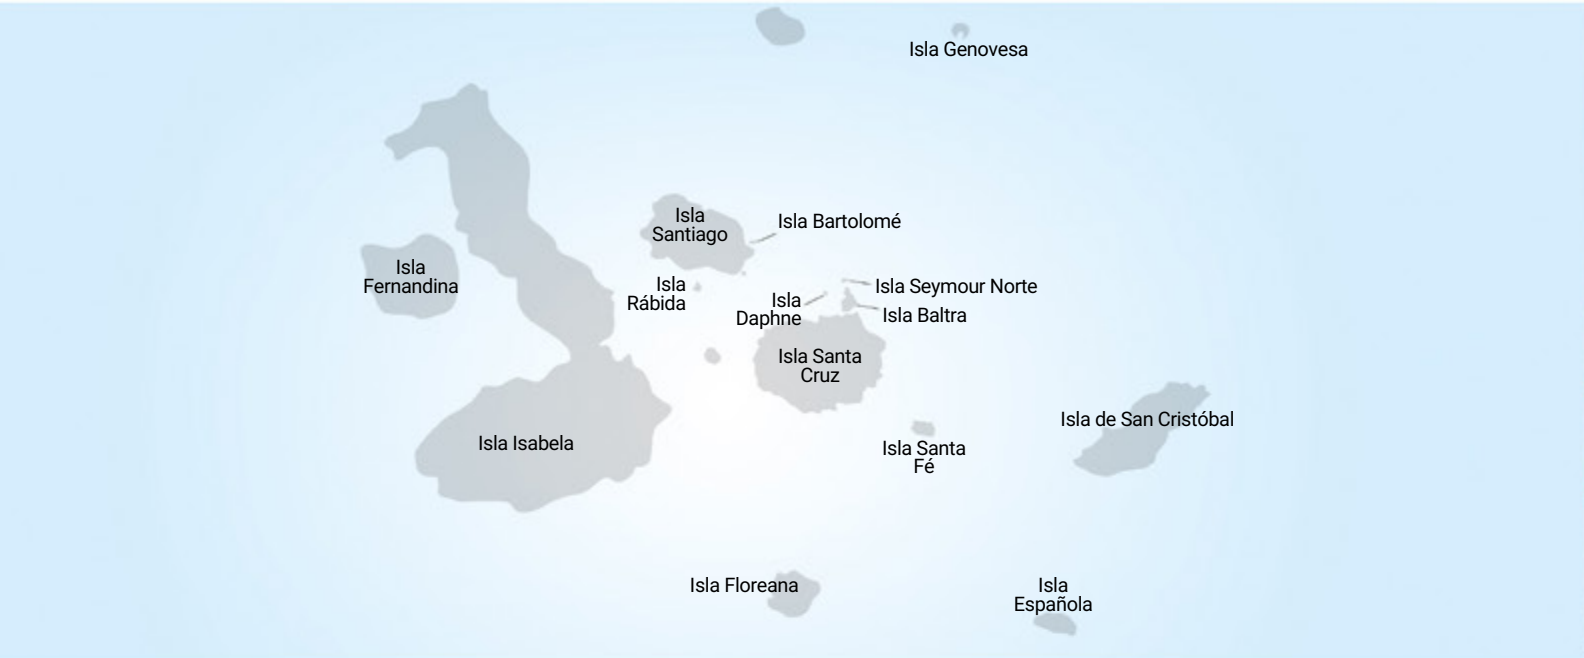 Isla Genovesa
Isla
Santiago
Isla Bartolomé
Isla
Fernandina
Isla
Rábida
Isla Seymour Norte
Isla
Daphne
Isla Baltra
Isla Santa
Cruz
Isla de San Cristóbal
Isla Isabela
Isla Santa
Fé
Isla Floreana
Isla
Española